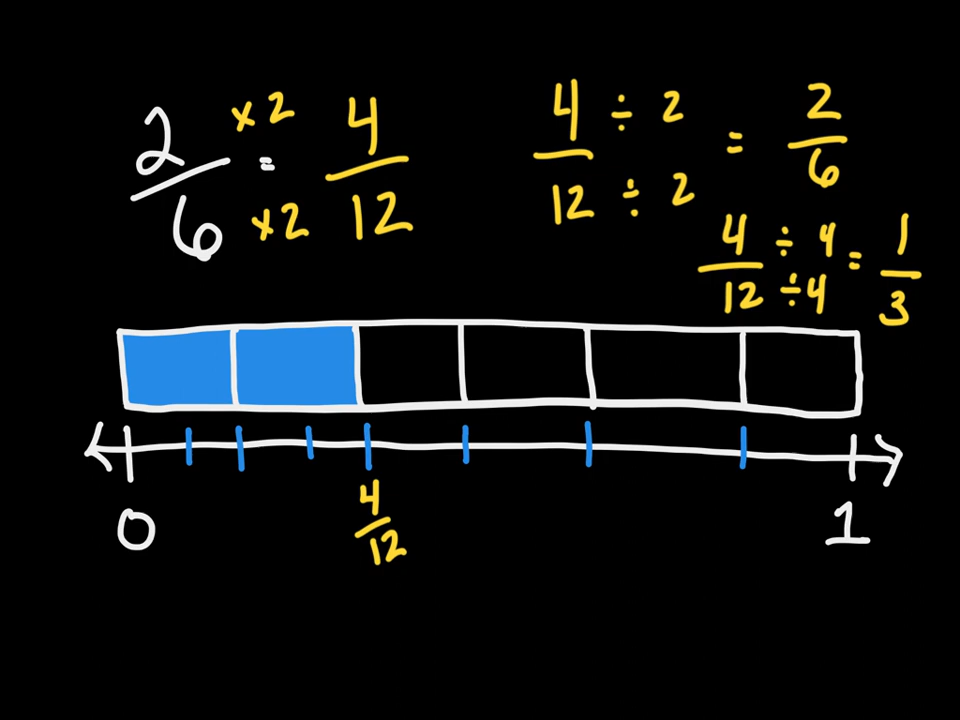 2/6 ×2/×2 = 4/12
4/12 ÷ 2/÷ 2 = 2/6
4/12 ÷ 4/÷4 = 1/3
0 4/12 1